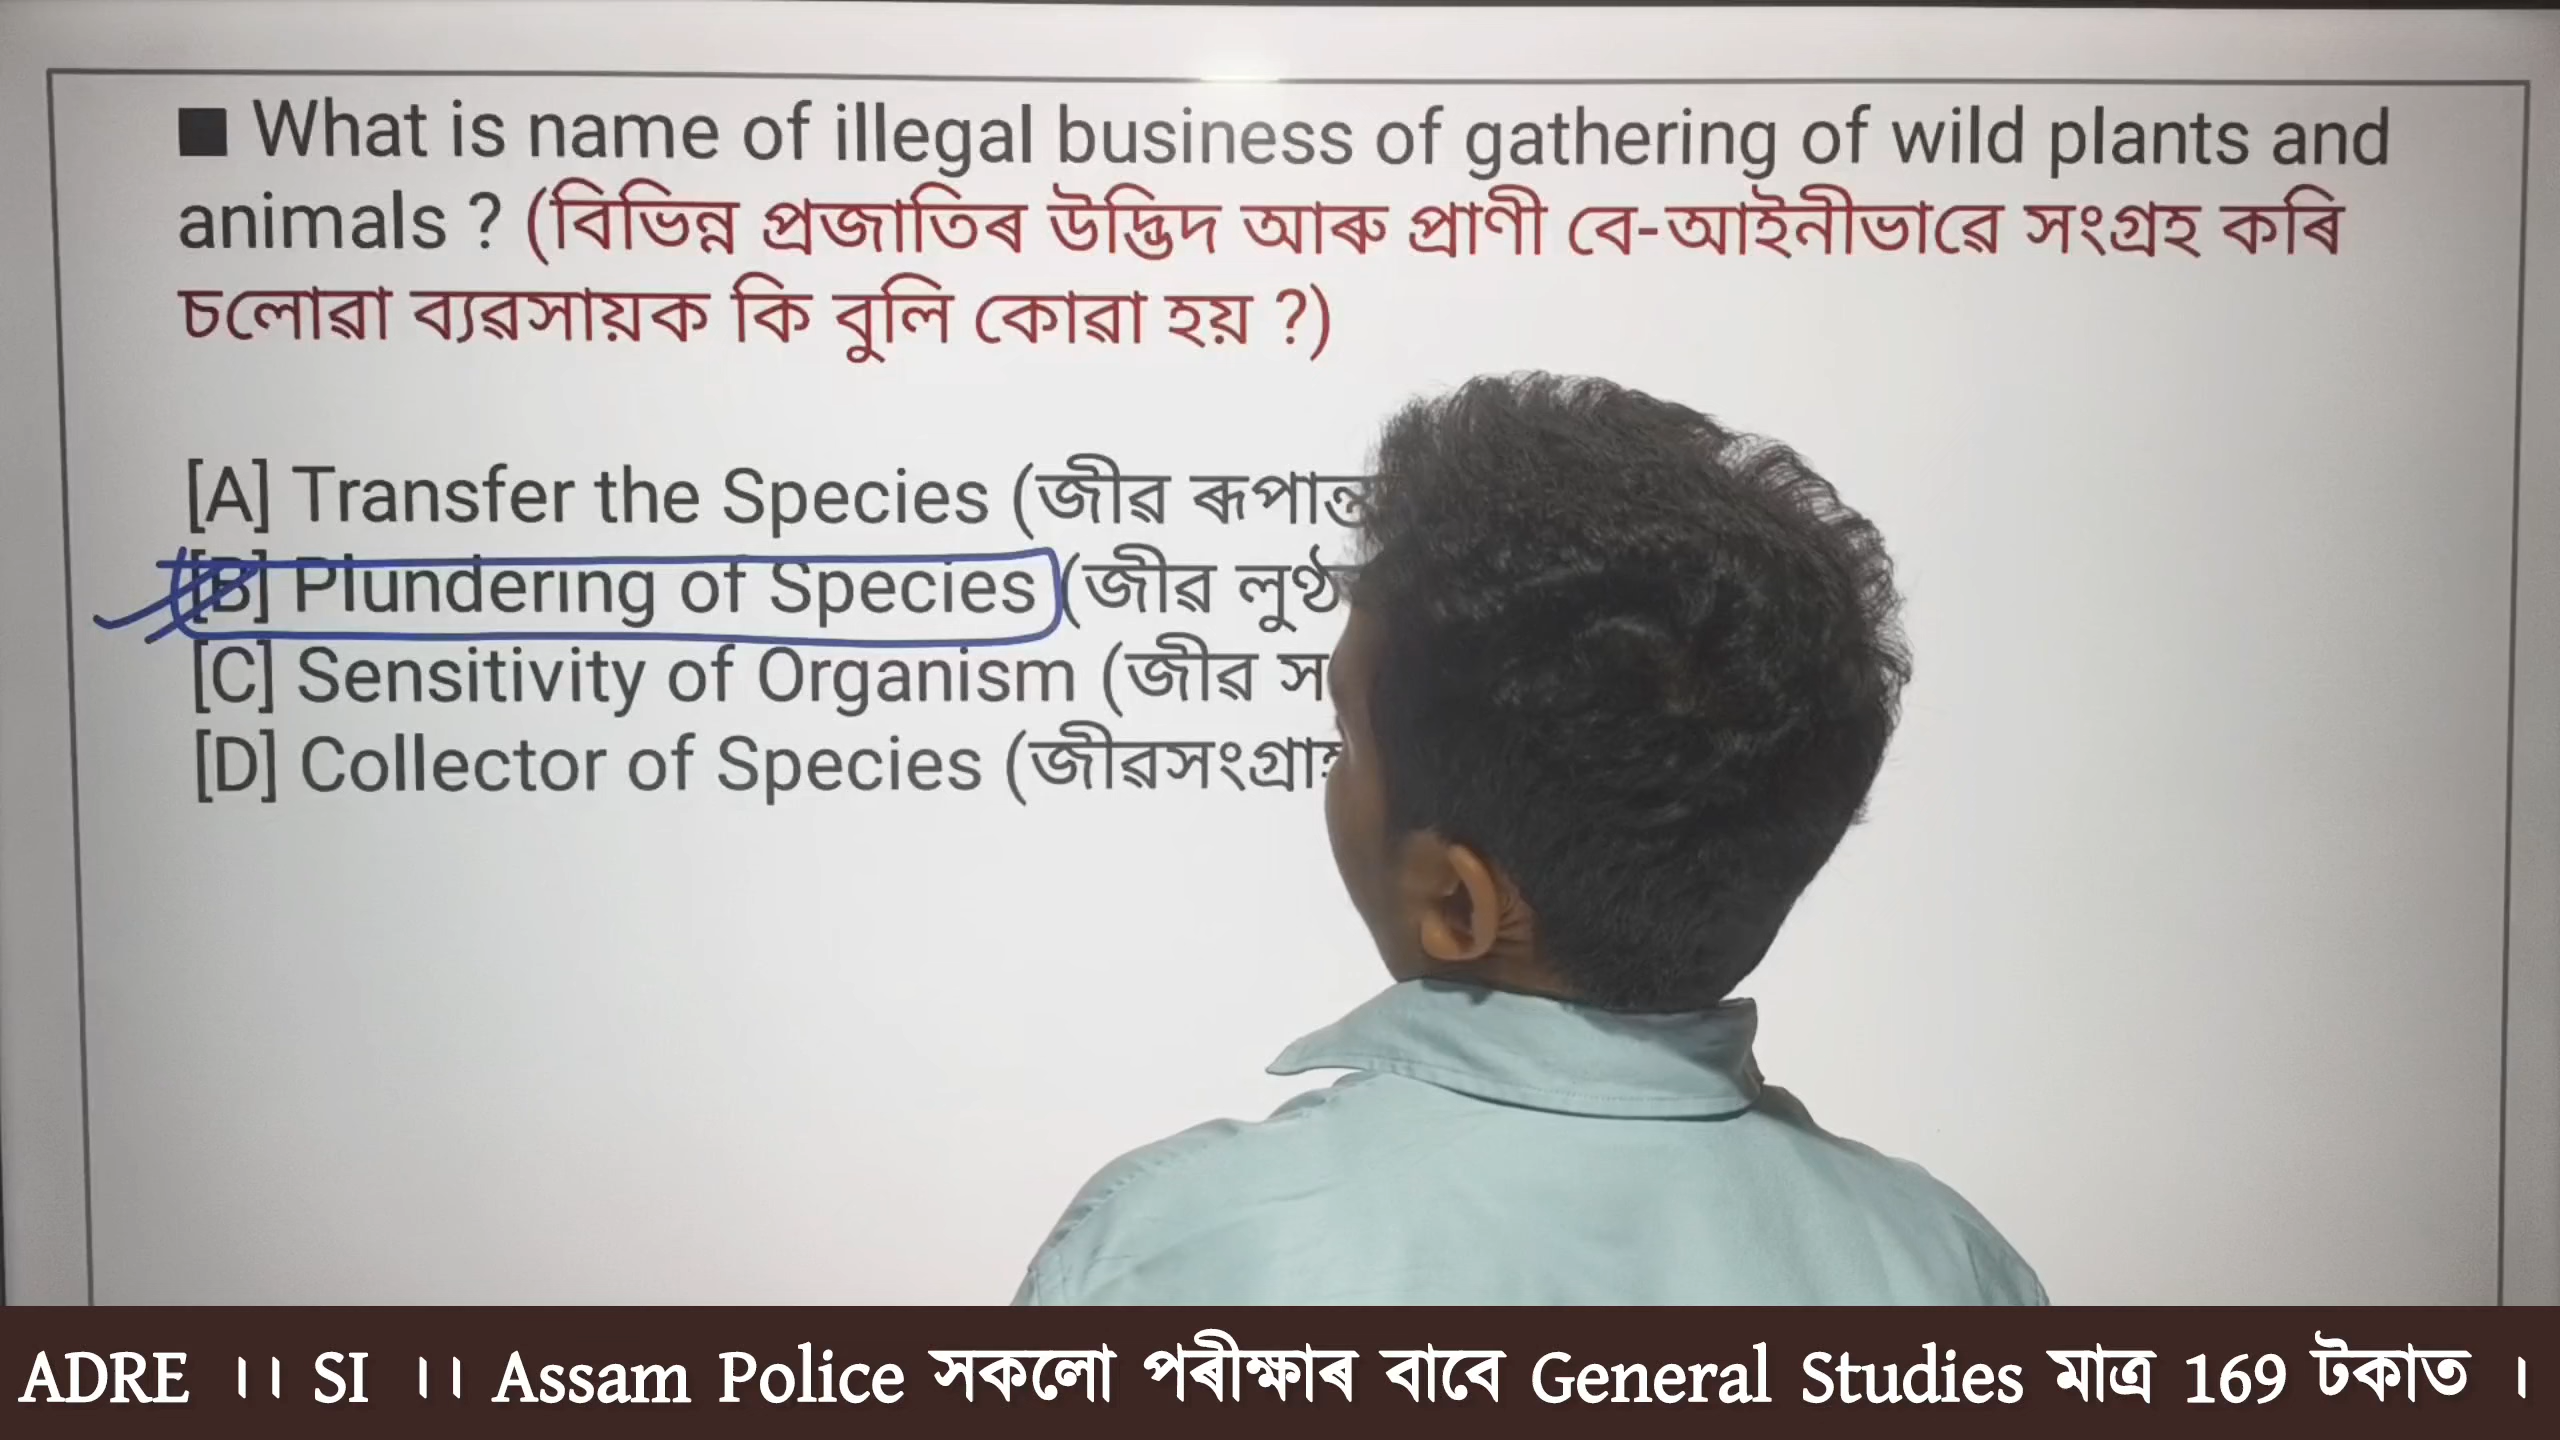 ■ What is name of illegal business of gathering of wild plants and
animals ? (বিভিন্ন প্ৰজাতিৰ উদ্ভিদ আৰু প্ৰাণী বে-আইনীভাৱে সংগ্ৰহ কৰি
চলোৱা ব্যৱসায়ক কি বুলি কোৱা হয় ?)
[A] Transfer the Species (জীৱ
[B] Plundering of Species (জীৱ
[C] Sensitivity of Organism (জীৱ
[D] Collector of Species
ADRE ।। SI ।। Assam Police সকলো পৰীক্ষাৰ বাবে General Studies মাত্ৰ 169 টকাত ।